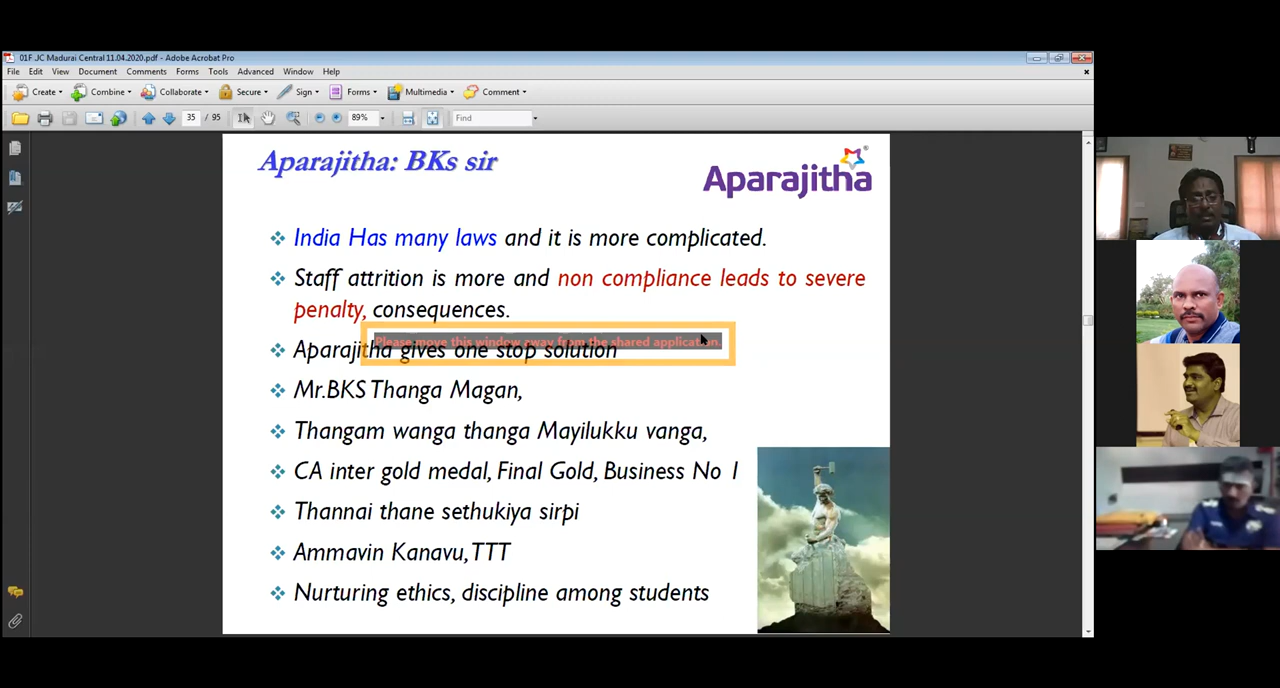 01F JC Madurai Central 11.04.2020.pdf - Adobe Acrobat Pro
File Edit View Document Comments Forms Tools Advanced Window Help
Create Combine Collaborate Secure Sign Forms Multimedia Comment
35 / 95 89% Find
Aparajitha: BKs sir
Aparajitha
India Has many laws and it is more complicated.
Staff attrition is more and non compliance leads to severe
penalty, consequences.
Please move this window away from the shared application.
Aparajitha gives one stop solution
Mr.BKS Thanga Magan,
Thangam wanga thanga Mayilukku vanga,
CA inter gold medal, Final Gold, Business No 1
Thannai thane sethukiya sirpi
Ammavin Kanavu, TTT
Nurturing ethics, discipline among students